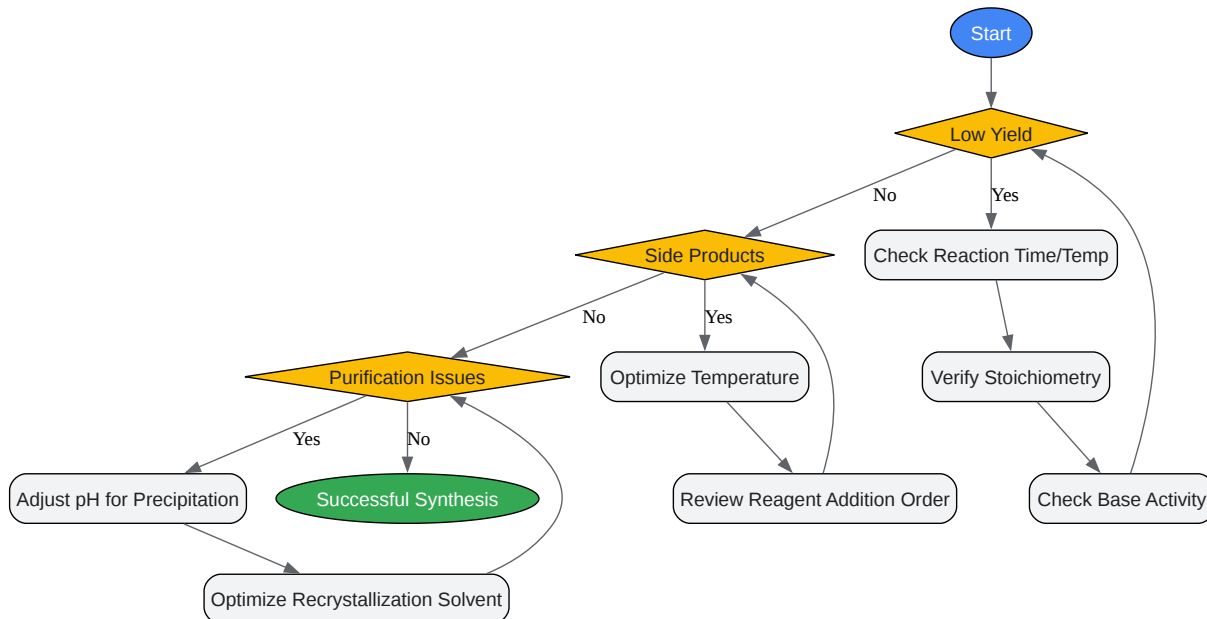 Start
Low Yield
No
Yes
Side Products
Check Reaction Time/Temp
No
Yes
Purification Issues
Optimize Temperature
Verify Stoichiometry
Yes
No
Adjust pH for Precipitation
Successful Synthesis
Review Reagent Addition Order
Check Base Activity
Optimize Recrystallization Solvent